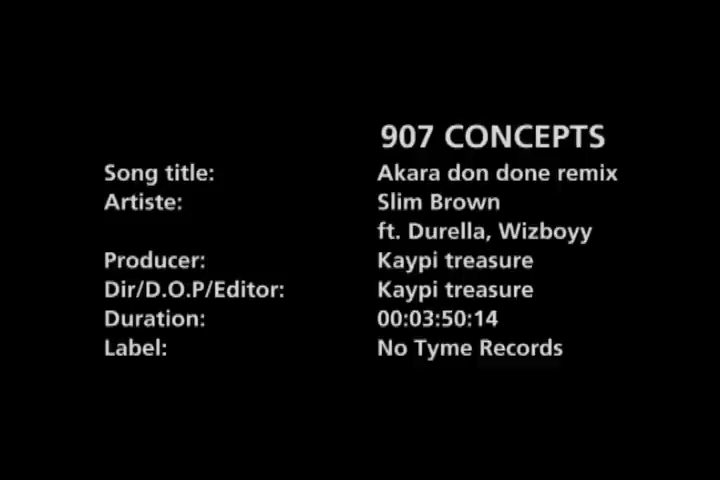 907 CONCEPTS
Song title: Akara don done remix
Artiste: Slim Brown
ft. Durella, Wizboyy
Producer: Kaypi treasure
Dir/D.O.P/Editor: Kaypi treasure
Duration: 00:03:50:14
Label: No Tyme Records